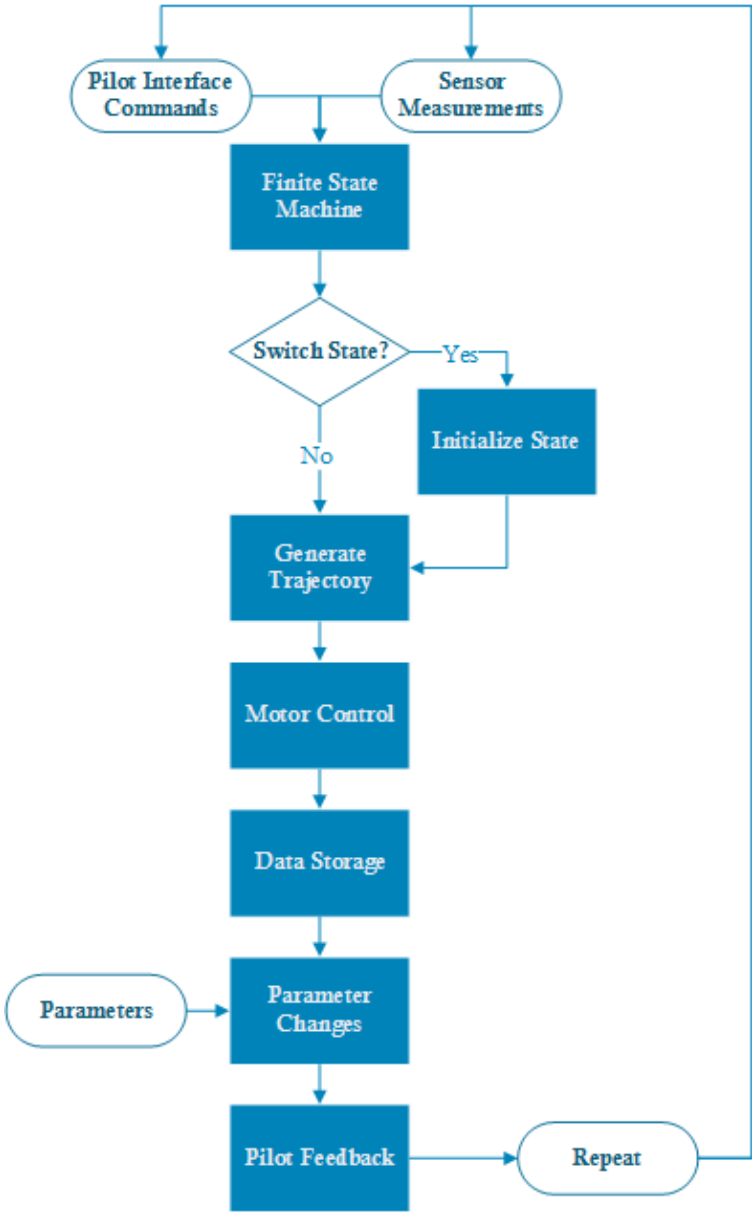 Pilot Interface
Commands
Sensor
Measurements
Finite State
Machine
Switch State?
Yes
Initialize State
No
Generate
Trajectory
Motor Control
Data Storage
Parameters
Parameter
Changes
Pilot Feedback
Repeat